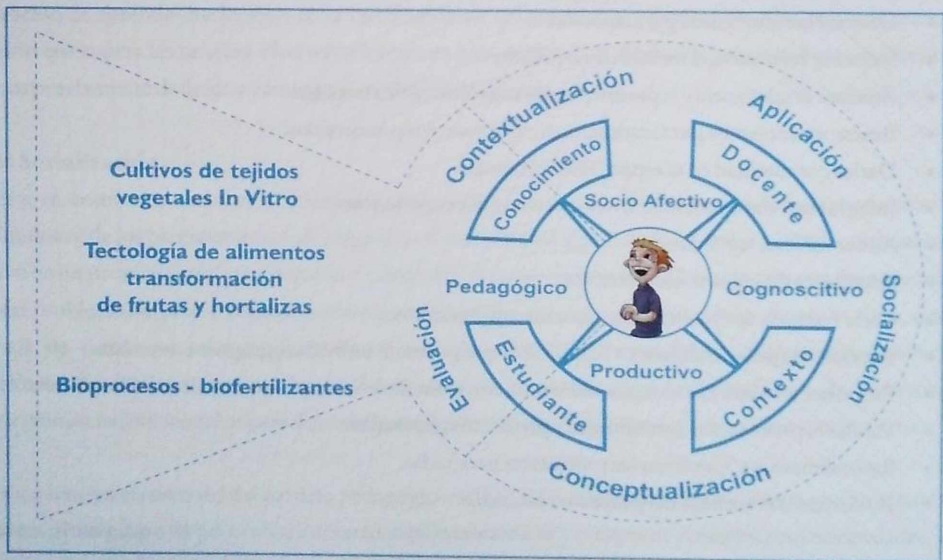 Cultivos de tejidos
vegetales In Vitro
Tectología de alimentos
transformación
de frutas y hortalizas
Bioprocesos - biofertilizantes
Contextualización
Aplicación
Conocimiento
Docente
Socio Afectivo
Pedagógico
Cognoscitivo
Evaluación
Socialización
Estudiante
Productivo
Contexto
Conceptualización